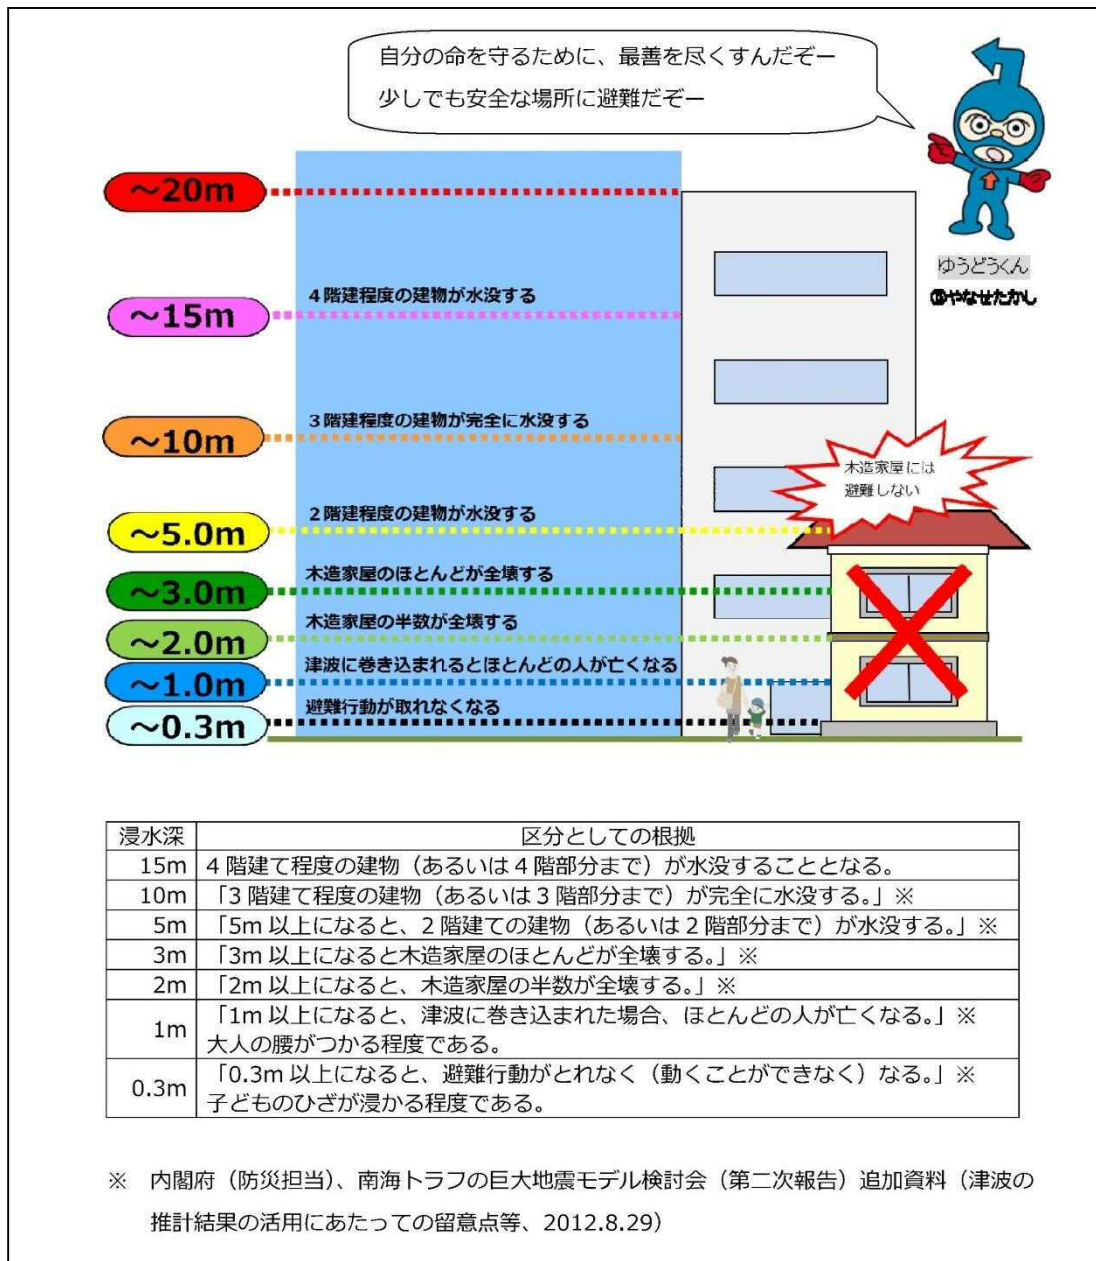 自分の命を守るために、最善を尽くすんだぞー
少しでも安全な場所に避難だぞー
ゆうどうくん
©やなせたかし
～20m
4階建程度の建物が水没する
～15m
3階建程度の建物が完全に水没する
～10m
木造家屋には
避難しない
2階程度の建物が水没する
～5.0m
木造家屋のほとんどが全壊する
～3.0m
木造家屋の半数が全壊する
～2.0m
津波に巻き込まれるとほとんどの人が亡くなる
～1.0m
避難行動が取れなくなる
～0.3m
浸水深 区分としての根拠
15m 4階建て程度の建物（あるいは4階部分まで）が水没することとなる。
10m 「3階建て程度の建物（あるいは3階部分まで）が完全に水没する。」※
5m 「5m以上になると、2階建ての建物（あるいは2階部分まで）が水没する。」※
3m 「3m以上になると木造家屋のほとんどが全壊する。」※
2m 「2m以上になると、木造家屋の半数が全壊する。」※
1m 「1m以上になると、津波に巻き込まれた場合、ほとんどの人が亡くなる。」※
大人の腰がつかる程度である。
0.3m 「0.3m以上になると、避難行動がとれなく（動くことができなく）なる。」※
子どものひざが浸かる程度である。
※ 内閣府（防災担当）、南海トラフの巨大地震モデル検討会（第二次報告）追加資料（津波の
推計結果の活用にあたっての留意点等、2012.8.29）